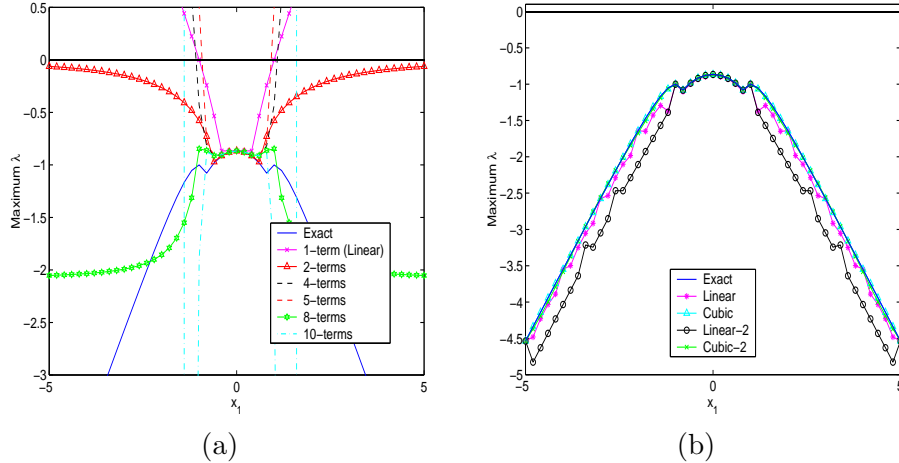 0.5
0
−0.5
−1
−1.5
−2
−2.5
−3
Maximum λ
−5
0
5
x1
Exact
1−term (Linear)
2−terms
4−terms
5−terms
8−terms
10−terms
(a)
0
−0.5
−1
−1.5
−2
−2.5
−3
−3.5
−4
−4.5
−5
Maximum λ
−5
0
5
x1
Exact
Linear
Cubic
Linear−2
Cubic−2
(b)